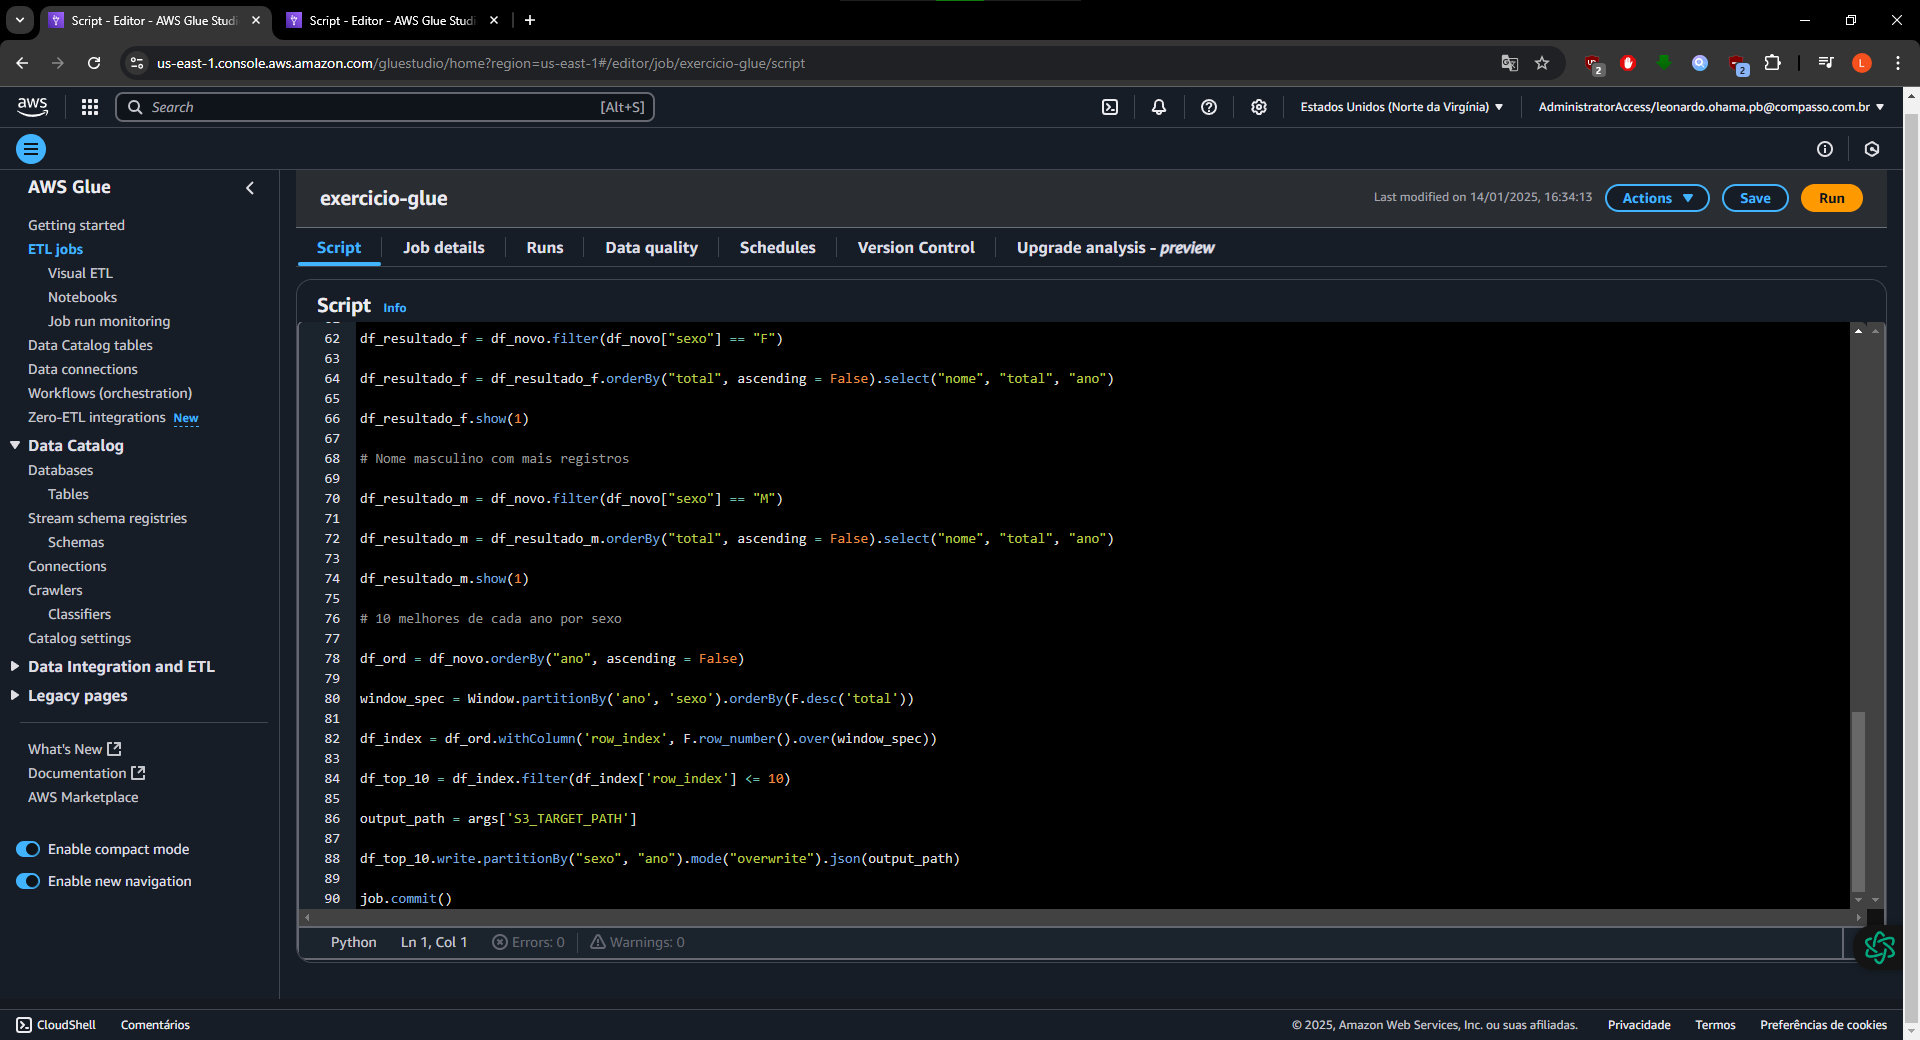 Script - Editor - AWS Glue Studi
Script - Editor - AWS Glue Studi
us-east-1.console.aws.amazon.com/gluestudio/home?region=us-east-1#/editor/job/exercicio-glue/script
2
2
L
aws
Search
[Alt+S]
Estados Unidos (Norte da Virgínia)
AdministratorAccess/leonardo.ohama.pb@compasso.com.br
AWS Glue
Getting started
ETL jobs
Visual ETL
Notebooks
Job run monitoring
Data Catalog tables
Data connections
Workflows (orchestration)
Zero-ETL integrations New
Data Catalog
Databases
Tables
Stream schema registries
Schemas
Connections
Crawlers
Classifiers
Catalog settings
Data Integration and ETL
Legacy pages
What's New
Documentation
AWS Marketplace
Enable compact mode
Enable new navigation
exercicio-glue
Last modified on 14/01/2025, 16:34:13
Actions
Save
Run
Script
Job details
Runs
Data quality
Schedules
Version Control
Upgrade analysis - preview
Script Info
62 df_resultado_f = df_novo.filter(df_novo["sexo"] == "F")
63
64 df_resultado_f = df_resultado_f.orderBy("total", ascending = False).select("nome", "total", "ano")
65
66 df_resultado_f.show(1)
67
68 # Nome masculino com mais registros
69
70 df_resultado_m = df_novo.filter(df_novo["sexo"] == "M")
71
72 df_resultado_m = df_resultado_m.orderBy("total", ascending = False).select("nome", "total", "ano")
73
74 df_resultado_m.show(1)
75
76 # 10 melhores de cada ano por sexo
77
78 df_ord = df_novo.orderBy("ano", ascending = False)
79
80 window_spec = Window.partitionBy('ano', 'sexo').orderBy(F.desc('total'))
81
82 df_index = df_ord.withColumn('row_index', F.row_number().over(window_spec))
83
84 df_top_10 = df_index.filter(df_index['row_index'] <= 10)
85
86 output_path = args['S3_TARGET_PATH']
87
88 df_top_10.write.partitionBy("sexo", "ano").mode("overwrite").json(output_path)
89
90 job.commit()
Python
Ln 1, Col 1
Errors: 0
Warnings: 0
CloudShell
Comentários
© 2025, Amazon Web Services, Inc. ou suas afiliadas.
Privacidade
Termos
Preferências de cookies